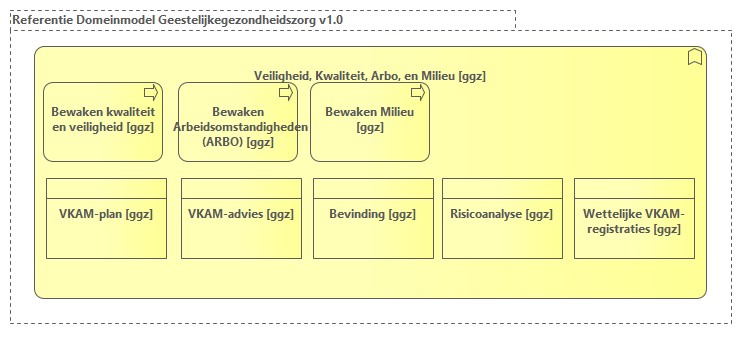 Referentie Domeinmodel Geestelijkegezondheidszorg v1.0
Veiligheid, Kwaliteit, Arbo, en Milieu [ggz]
Bewaken kwaliteit
en veiligheid [ggz]
Bewaken
Arbeidsomstandigheden
(ARBO) [ggz]
Bewaken Milieu
[ggz]
VKAM-plan [ggz]
VKAM-advies [ggz]
Bevinding [ggz]
Risicoanalyse [ggz]
Wettelijke VKAM-
registraties [ggz]